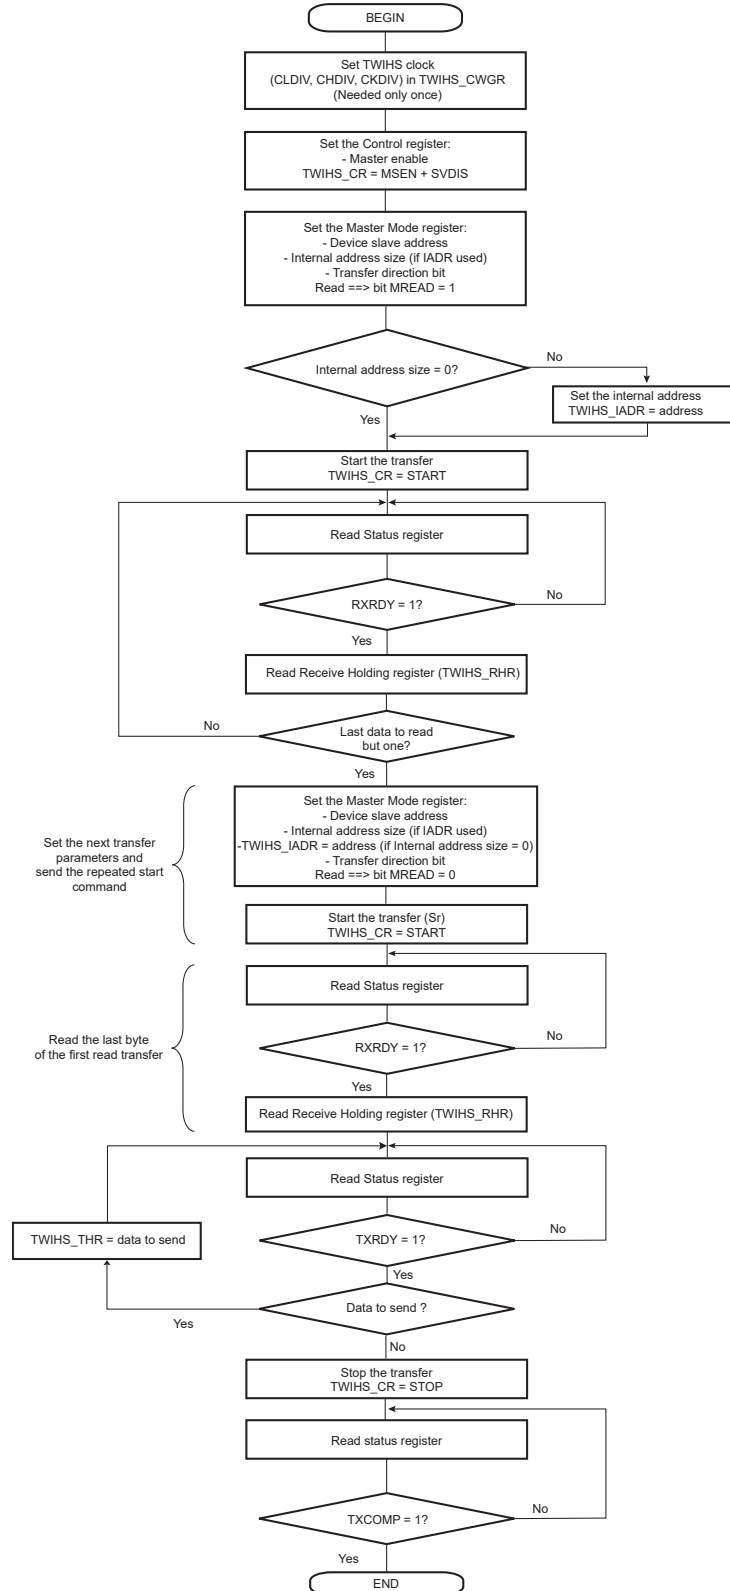 BEGIN
Set TWIHS clock
(CLDIV, CHDIV, CKDIV) in TWIHS_CWGR
(Needed only once)
Set the Control register:
- Master enable
TWIHS_CR = MSEN + SVDIS
Set the Master Mode register:
- Device slave address
- Internal address size (if IADR used)
- Transfer direction bit
Read ==> bit MREAD = 1
Internal address size = 0?
No
Set the internal address
TWIHS_IADR = address
Yes
Start the transfer
TWIHS_CR = START
Read Status register
RXRDY = 1?
No
Yes
Read Receive Holding register (TWIHS_RHR)
Last data to read
but one?
No
Yes
Set the next transfer
parameters and
send the repeated start
command
Set the Master Mode register:
- Device slave address
- Internal address size (if IADR used)
-TWIHS_IADR = address (if Internal address size = 0)
- Transfer direction bit
Read ==> bit MREAD = 0
Start the transfer (Sr)
TWIHS_CR = START
Read the last byte
of the first read transfer
Read Status register
RXRDY = 1?
No
Yes
Read Receive Holding register (TWIHS_RHR)
Read Status register
TWIHS_THR = data to send
TXRDY = 1?
No
Yes
Data to send ?
Yes
No
Stop the transfer
TWIHS_CR = STOP
Read status register
TXCOMP = 1?
No
Yes
END